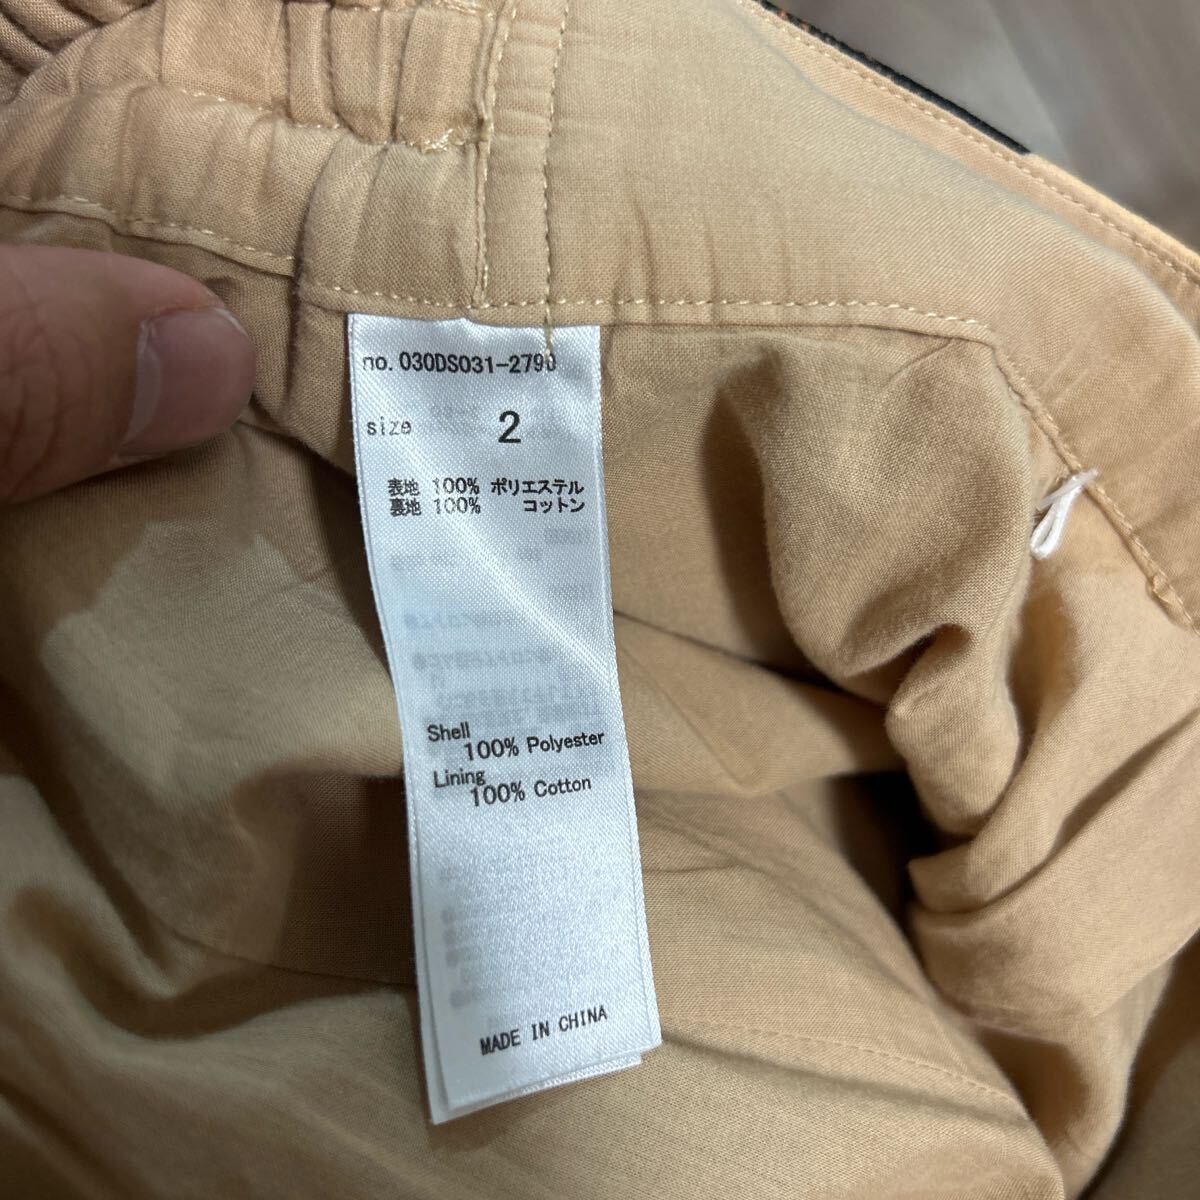 no. 030DS031-2790
size 2
表地 100% ポリエステル
裏地 100% コットン
Shell
100% Polyester
Lining
100% Cotton
MADE IN CHINA